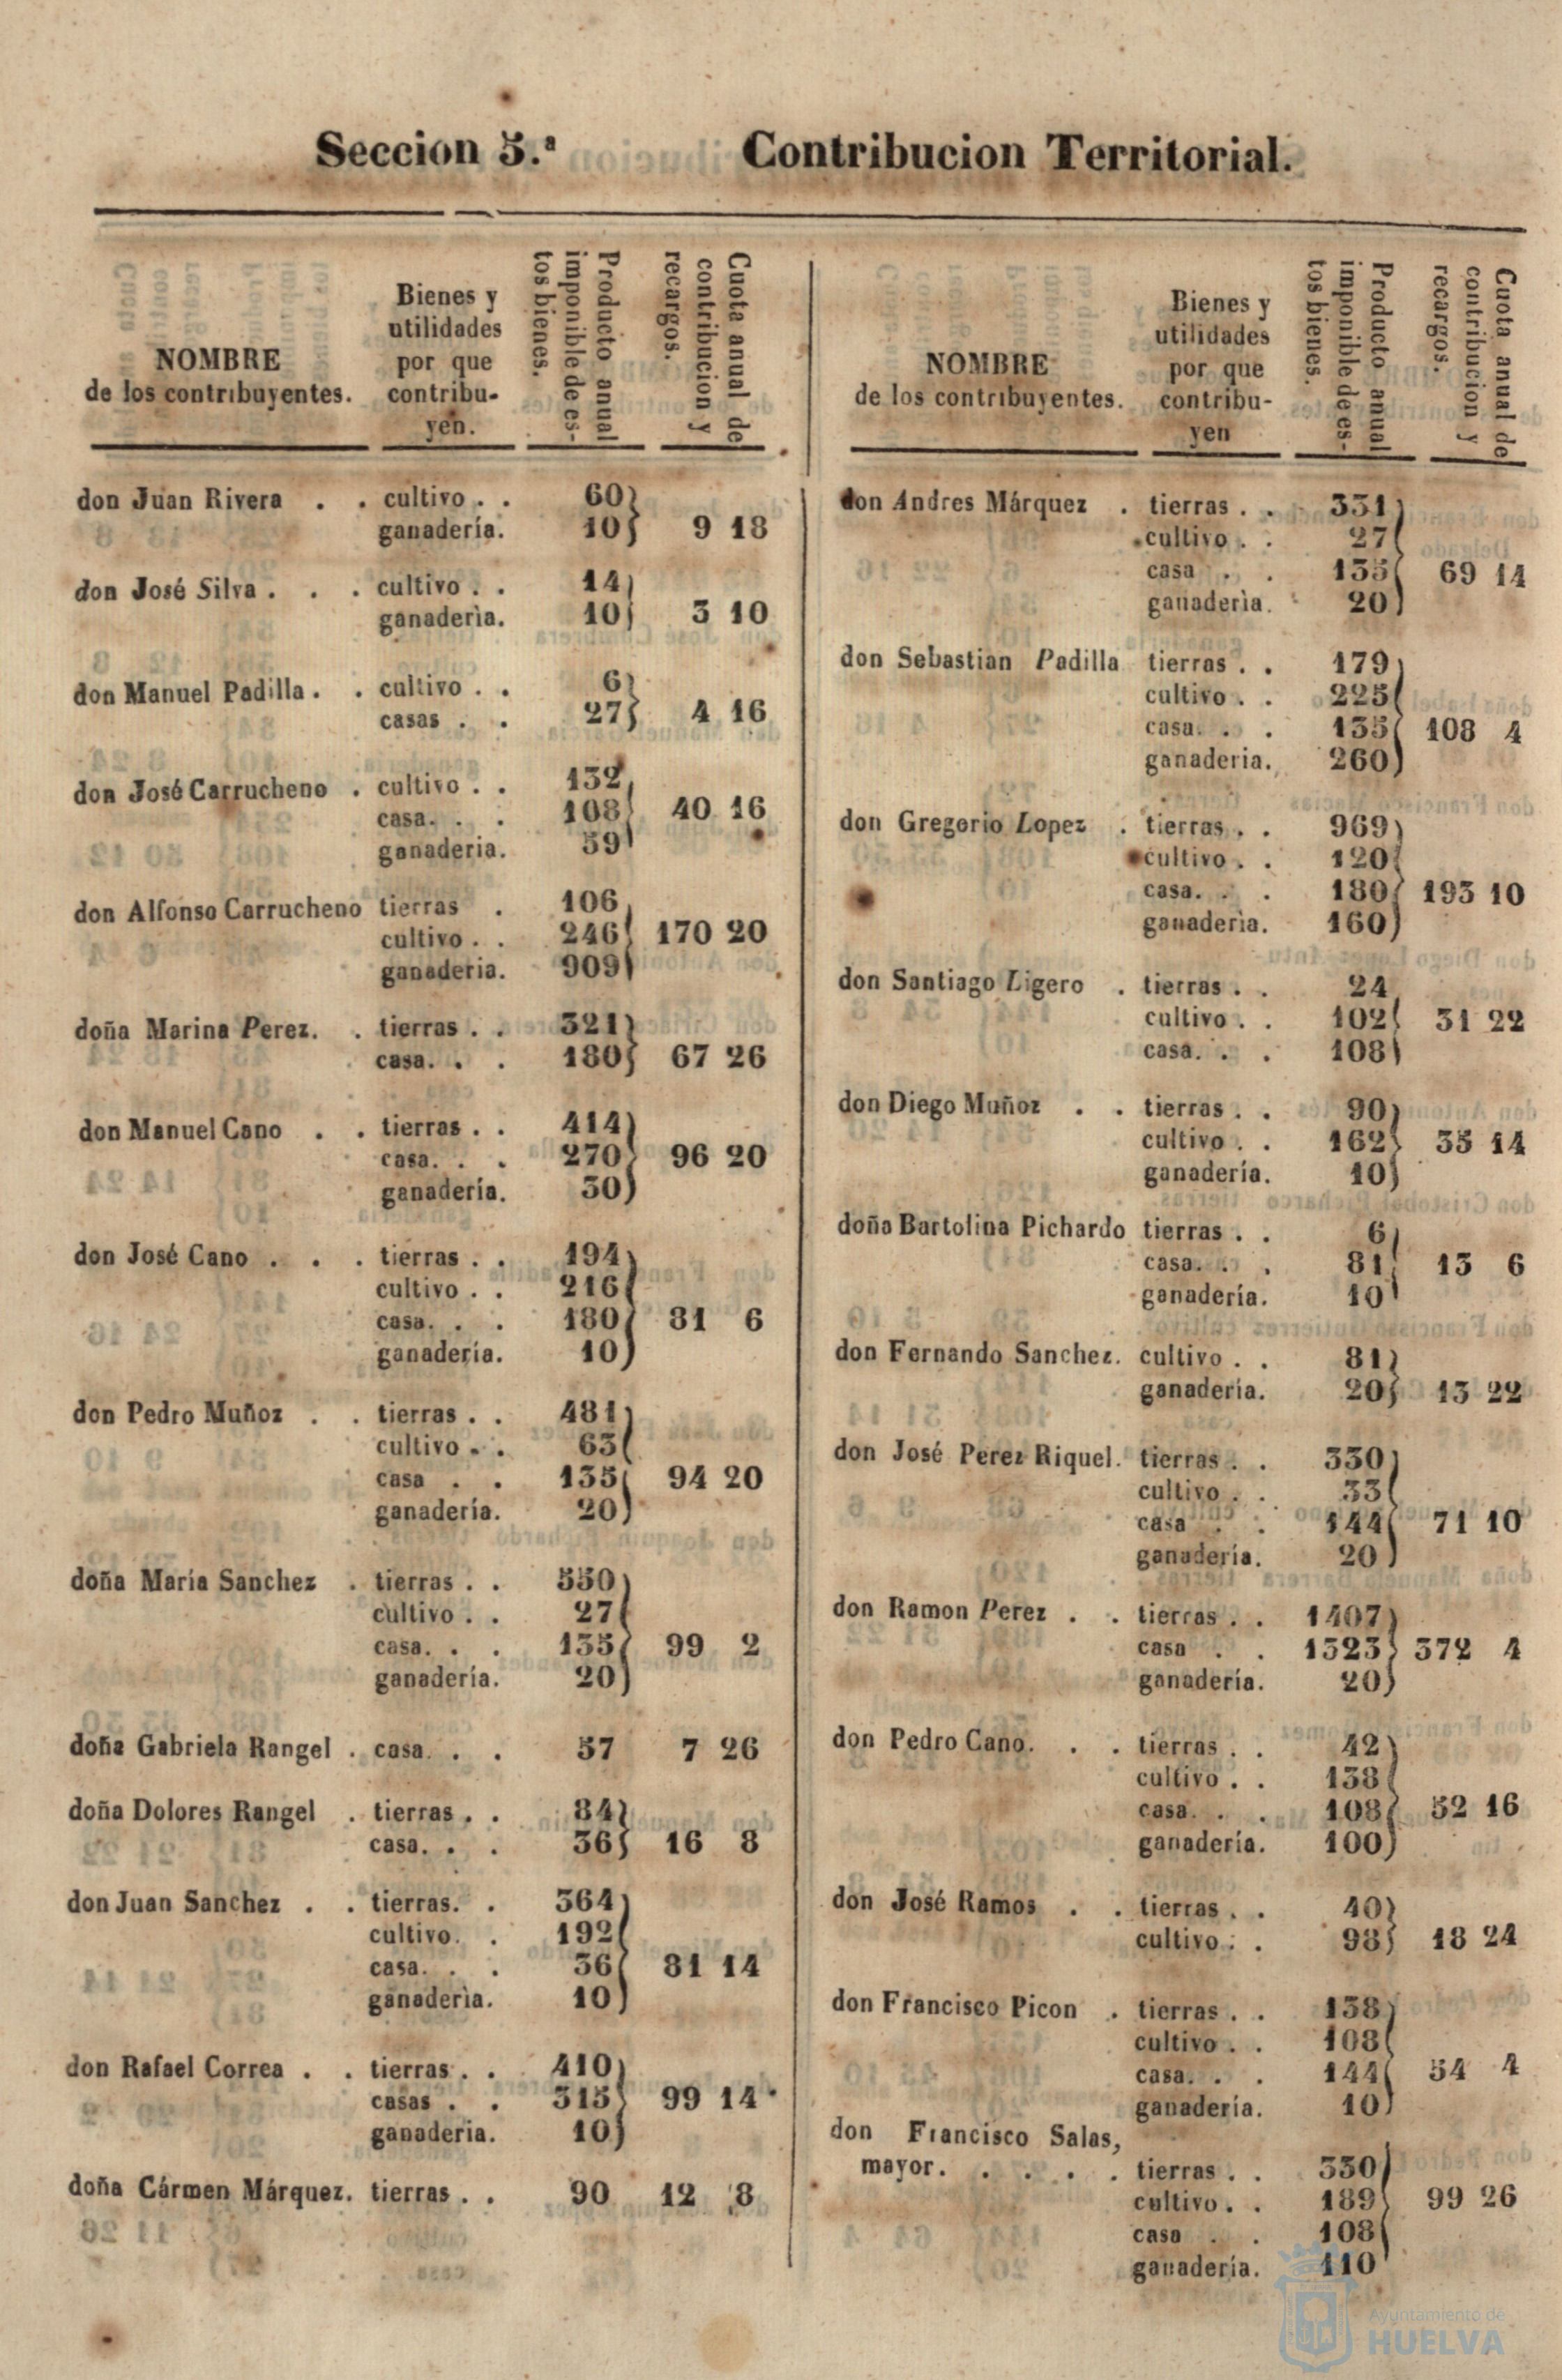 Seccion 5.ª Contribucion Territorial.
NOMBRE
de los contribuyentes.
Bienes y
utilidades
por que
contribu-
yen.
Producto anual
imponible de es-
tos bienes.
Cuota anual de
contribucion y
recargos.
don Juan Rivera . . cultivo . . 60
ganadería. 10 9 18
don José Silva . . . cultivo . . 14
ganaderìa. 10 3 10
don Manuel Padilla . . cultivo . . 6
casas . . 27 4 16
don José Carrucheno . cultivo . . 132
casa. . . 108 40 16
ganaderia. 59
don Alfonso Carrucheno tierras . 106
cultivo . . 246 170 20
ganaderia. 909
doña Marina Perez. . tierras . . 321
casa. . . 180 67 26
don Manuel Cano . . tierras . . 414
casa. . . 270 96 20
ganadería. 30
don José Cano . . . tierras . . 194
cultivo . . 216
casa. . . 180 81 6
ganadería. 10
don Pedro Muñoz . . tierras . . 481
cultivo . . 63
casa . . 135 94 20
ganadería. 20
doña María Sanchez . tierras . . 550
cultivo . . 27
casa. . . 135 99 2
ganadería. 20
doña Gabriela Rangel . casa. . . 57 7 26
doña Dolores Rangel . tierras . . 84
casa. . . 36 16 8
don Juan Sanchez . . tierras. . 364
cultivo. . 192
casa. . . 36 81 14
ganaderìa. 10
don Rafael Correa . . tierras . . 410
casas . . 315 99 14
ganaderia. 10
doña Cármen Márquez. tierras . . 90 12 8
NOMBRE
de los contribuyentes.
Bienes y
utilidades
por que
contribu-
yen
Producto anual
imponible de es-
tos bienes.
Cuota anual de
contribucion y
recargos.
don Andres Márquez . tierras . . 331
cultivo . . 27
casa . . 135 69 14
ganaderìa. 20
don Sebastian Padilla tierras . . 179
cultivo . . 225
casa. . . 135 108 4
ganaderia. 260
don Gregorio Lopez . tierras . . 969
cultivo . . 120
casa. . . 180 193 10
ganaderìa. 160
don Santiago Ligero . tierras . . 24
cultivo . . 102 31 22
casa. . . 108
don Diego Muñoz . . tierras . . 90
cultivo . . 162 35 14
ganadería. 10
doña Bartolina Pichardo tierras . . 6
casa. . . 81 13 6
ganadería. 10
don Fernando Sanchez. cultivo . . 81
ganadería. 20 13 22
don José Perez Riquel. tierras . . 330
cultivo . . 33
casa . . 144 71 10
ganadería. 20
don Ramon Perez . . tierras . . 1407
casa . . 1323 372 4
ganadería. 20
don Pedro Cano. . . tierras . . 42
cultivo . . 138
casa. . . 108 52 16
ganadería. 100
don José Ramos . . tierras . . 40
cultivo . . 98 18 24
don Francisco Picon . tierras . . 138
cultivo . . 108
casa. . . 144 54 4
ganadería. 10
don Francisco Salas,
mayor. . . . . . tierras . . 330
cultivo . . 189 99 26
casa . . 108
ganadería. 110
Ayuntamiento de
HUELVA